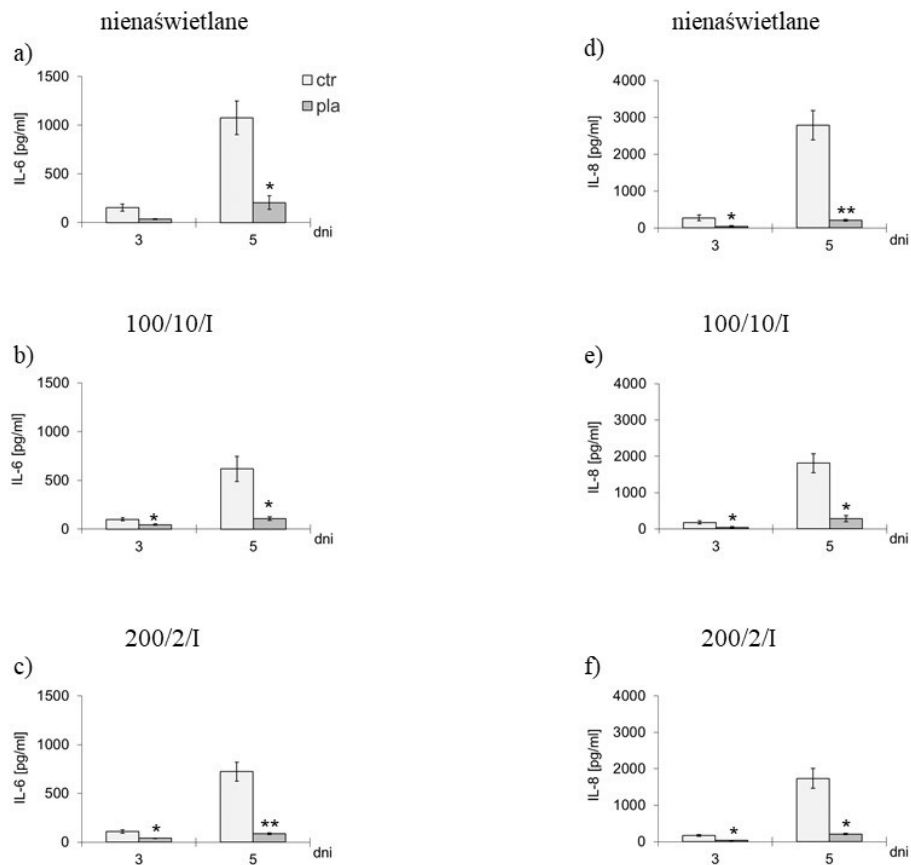 nienaświetlane
a)
1500
1000
500
0
IL-6 [pg/ml]
ctr
pla
*
3
5
dni
nienaświetlane
d)
4000
3000
2000
1000
0
IL-8 [pg/ml]
*
**
3
5
dni
100/10/I
b)
1500
1000
500
0
IL-6 [pg/ml]
*
*
3
5
dni
100/10/I
e)
4000
3000
2000
1000
0
IL-8 [pg/ml]
*
*
3
5
dni
200/2/I
c)
1500
1000
500
0
IL-6 [pg/ml]
*
**
3
5
dni
200/2/I
f)
4000
3000
2000
1000
0
IL-8 [pg/ml]
*
*
3
5
dni